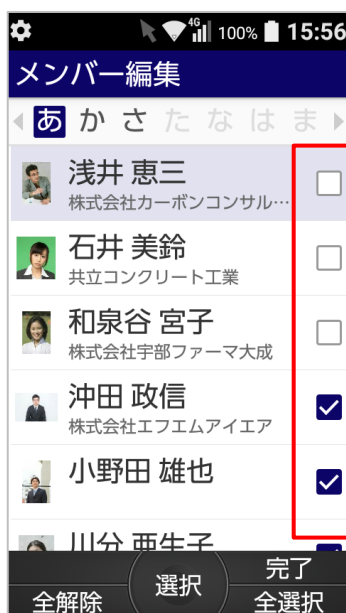 4G 100% 15:56
メンバー編集
あ か さ た な は ま
浅井 恵三
株式会社カーボンコンサル…
石井 美鈴
共立コンクリート工業
和泉谷 宮子
株式会社宇部ファーマ大成
沖田 政信
株式会社エフエムアイエア
小野田 雄也
川分 亜生子
完了
全解除 選択 全選択